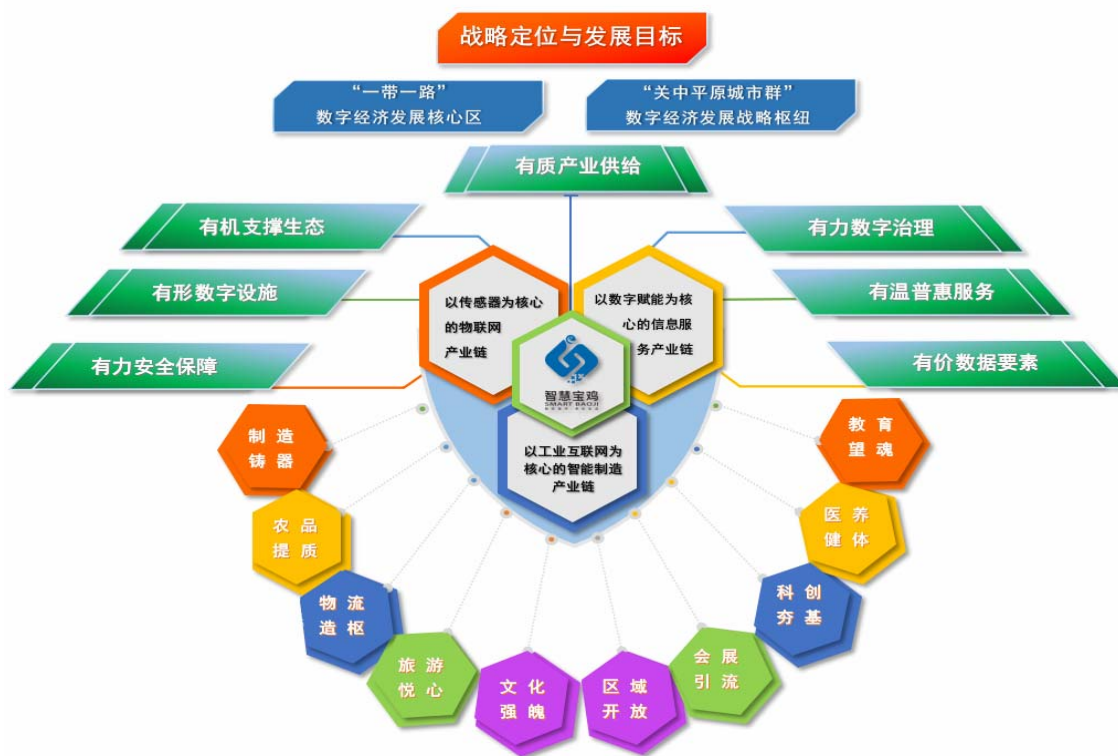 战略定位与发展目标
“一带一路”
数字经济发展核心区
“关中平原城市群”
数字经济发展战略枢纽
有质产业供给
有机支撑生态
有力数字治理
有形数字设施
有温普惠服务
有力安全保障
有价数据要素
以传感器为核心
的物联网
产业链
以数字赋能为核
心的信息服
务产业链
智慧宝鸡
SMART BAOJI
以工业互联网为
核心的智能制造
产业链
制造
铸器
农品
提质
物流
造枢
旅游
悦心
文化
强魄
区域
开放
会展
引流
科创
夯基
医养
健体
教育
望魂